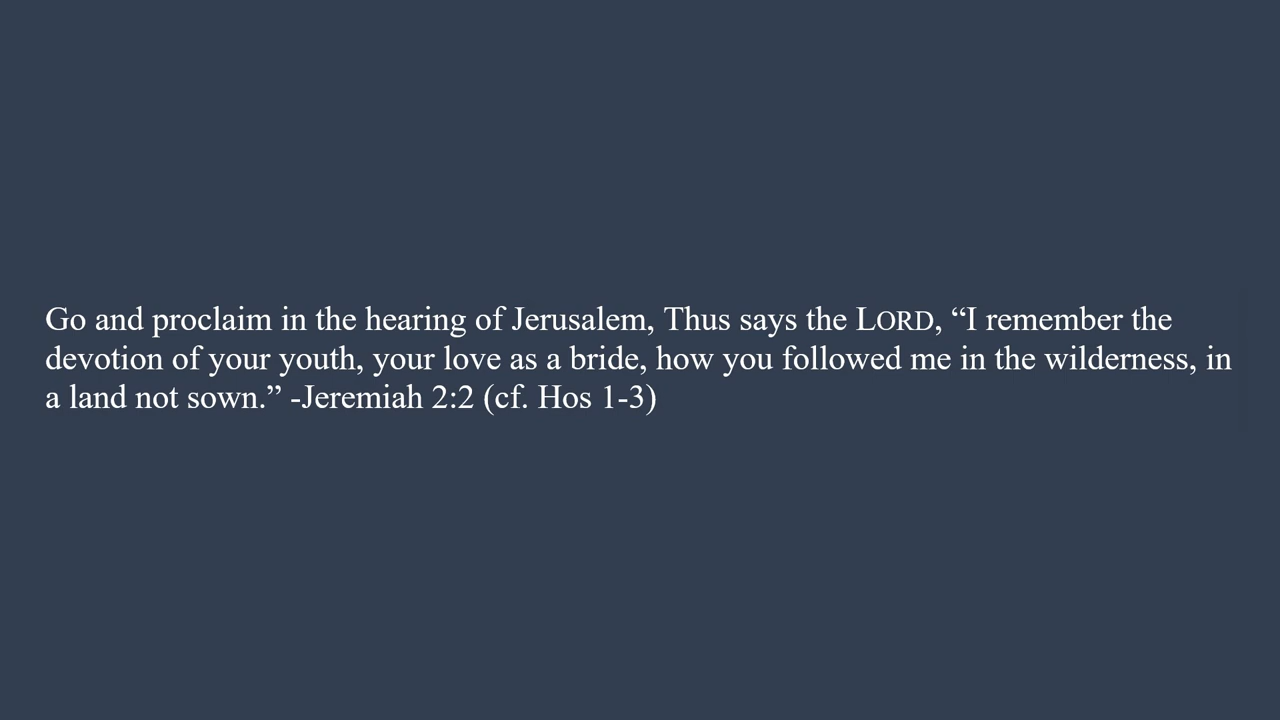 Go and proclaim in the hearing of Jerusalem, Thus says the LORD, “I remember the
devotion of your youth, your love as a bride, how you followed me in the wilderness, in
a land not sown.” -Jeremiah 2:2 (cf. Hos 1-3)